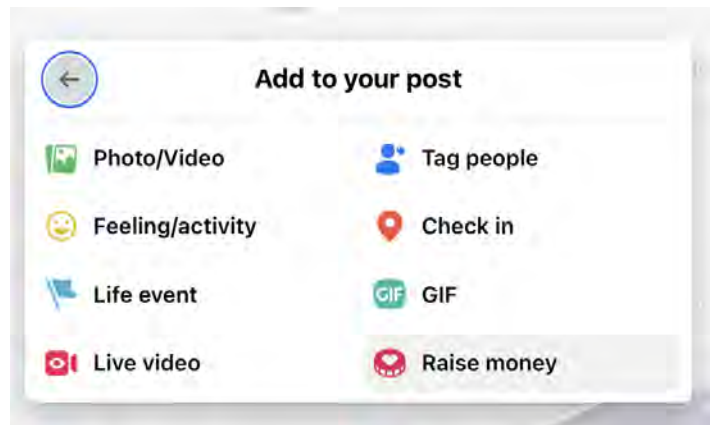 Add to your post
Photo/Video
Tag people
Feeling/activity
Check in
Life event
GIF GIF
Live video
Raise money